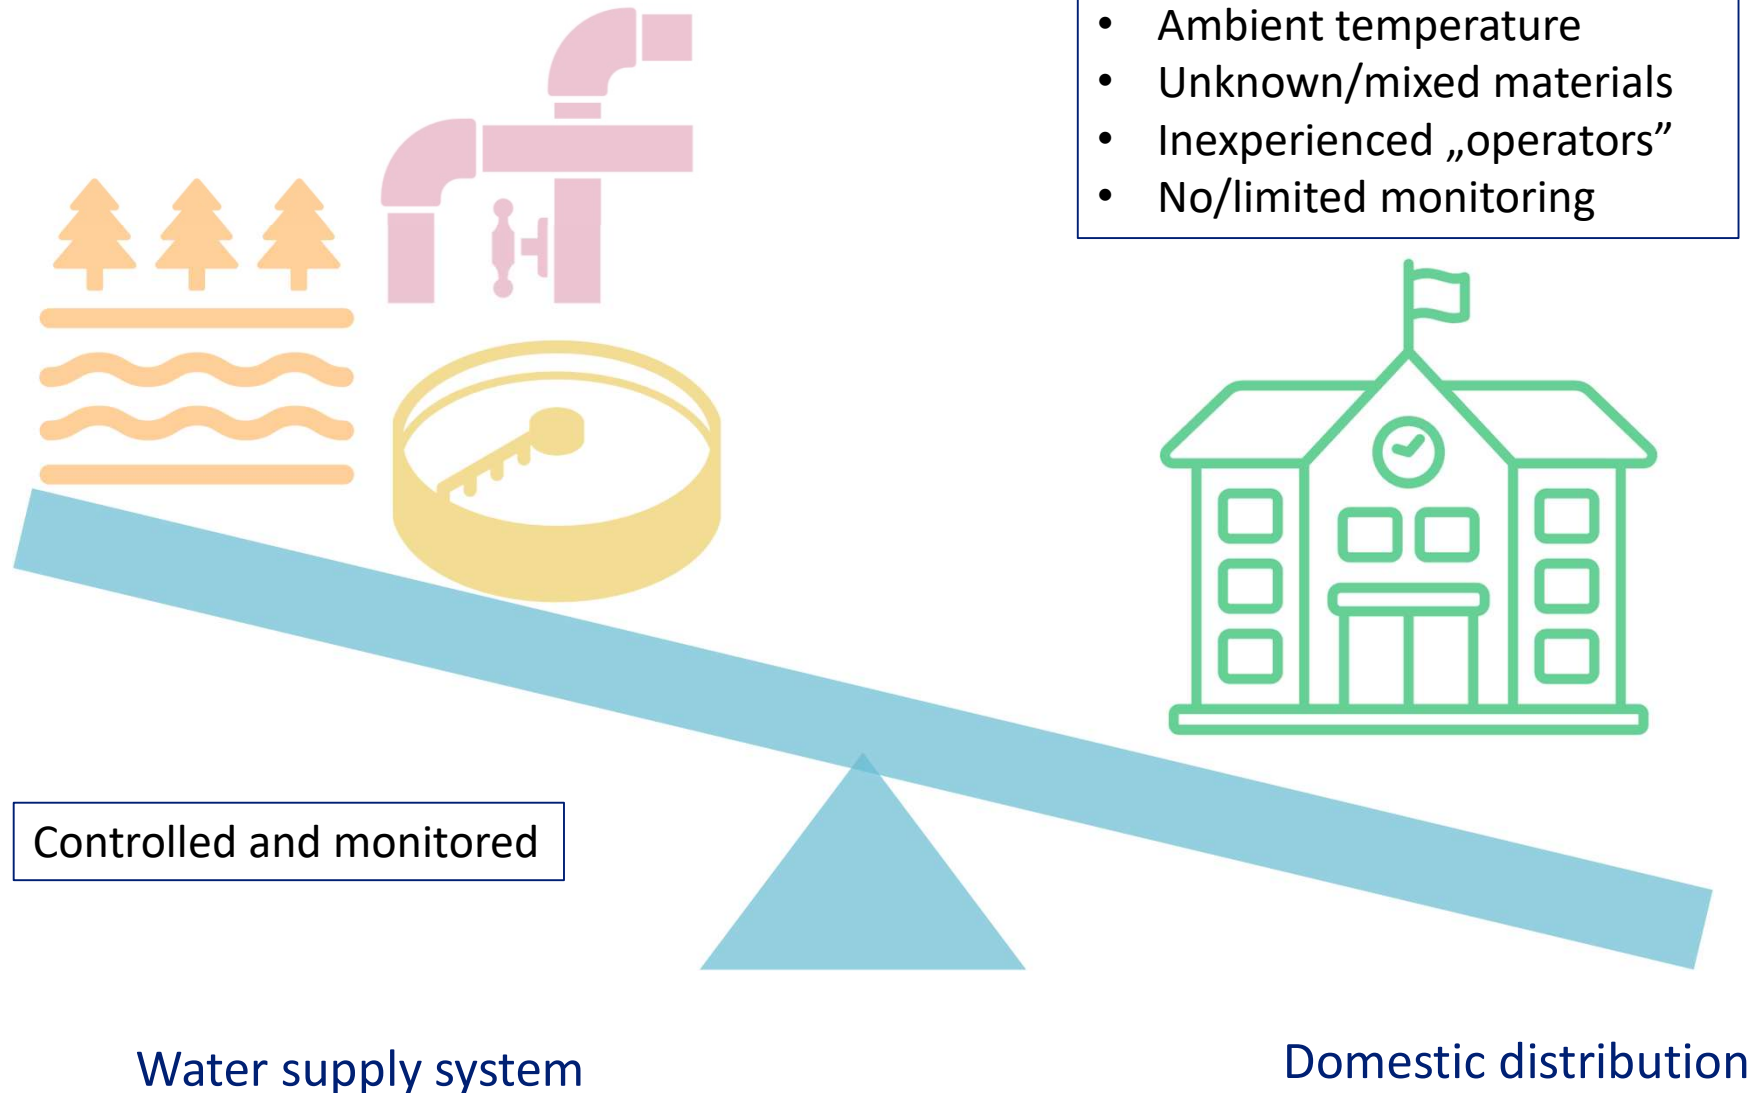 • Ambient temperature
• Unknown/mixed materials
• Inexperienced „operators”
• No/limited monitoring
Controlled and monitored
Water supply system
Domestic distribution